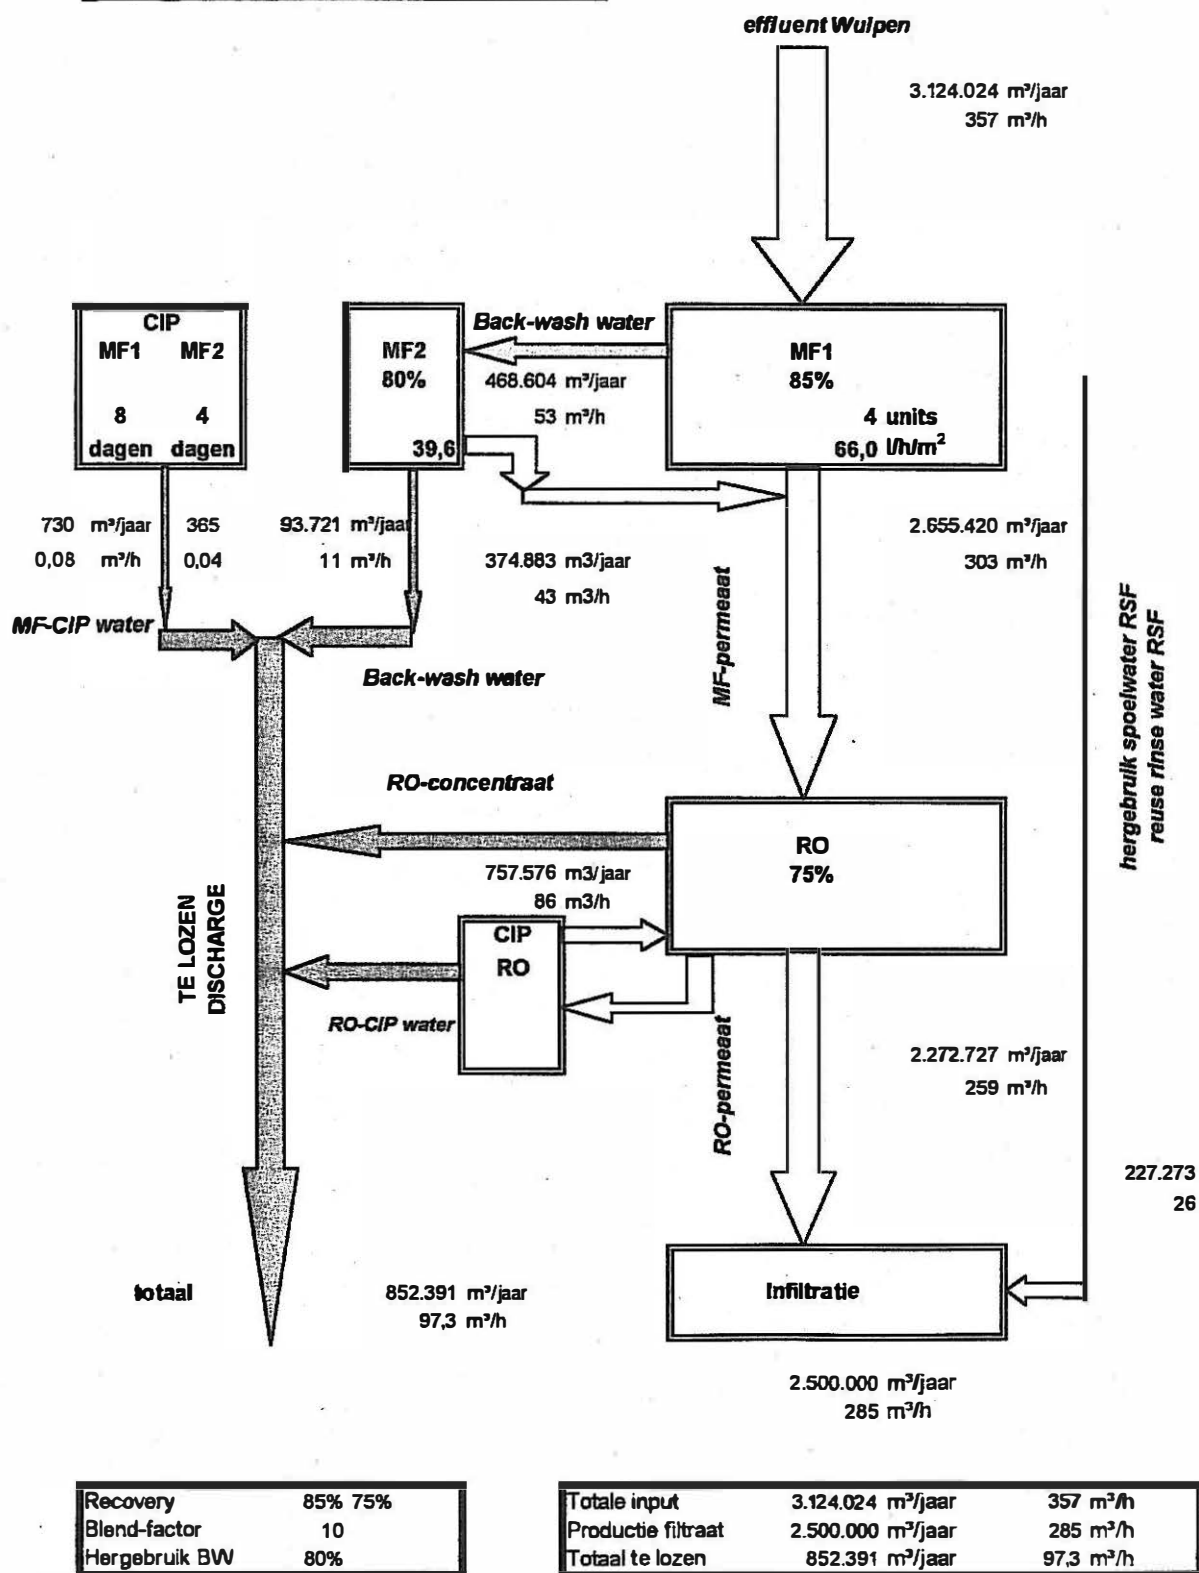 effluent Wulpen
3.124.024 m³/jaar
357 m³/h
CIP
MF1 MF2
8 4
dagen dagen
MF2
80%
39,6
Back-wash water
468.604 m³/jaar
53 m³/h
MF1
85%
4 units
66,0 l/h/m²
730 m³/jaar 365
0,08 m³/h 0,04
93.721 m³/jaar
11 m³/h
374.883 m3/jaar
43 m3/h
2.655.420 m³/jaar
303 m³/h
MF-CIP water
Back-wash water
MF-permeaat
hergebruik spoelwater RSF
reuse rinse water RSF
RO-concentraat
757.576 m3/jaar
86 m3/h
RO
75%
TE LOZEN
DISCHARGE
CIP
RO
RO-CIP water
RO-permeaat
2.272.727 m³/jaar
259 m³/h
227.273
26
totaal
852.391 m³/jaar
97,3 m³/h
Infiltratie
2.500.000 m³/jaar
285 m³/h
Recovery 85% 75%
Blend-factor 10
Hergebruik BW 80%
Totale input 3.124.024 m³/jaar 357 m³/h
Productie filtraat 2.500.000 m³/jaar 285 m³/h
Totaal te lozen 852.391 m³/jaar 97,3 m³/h